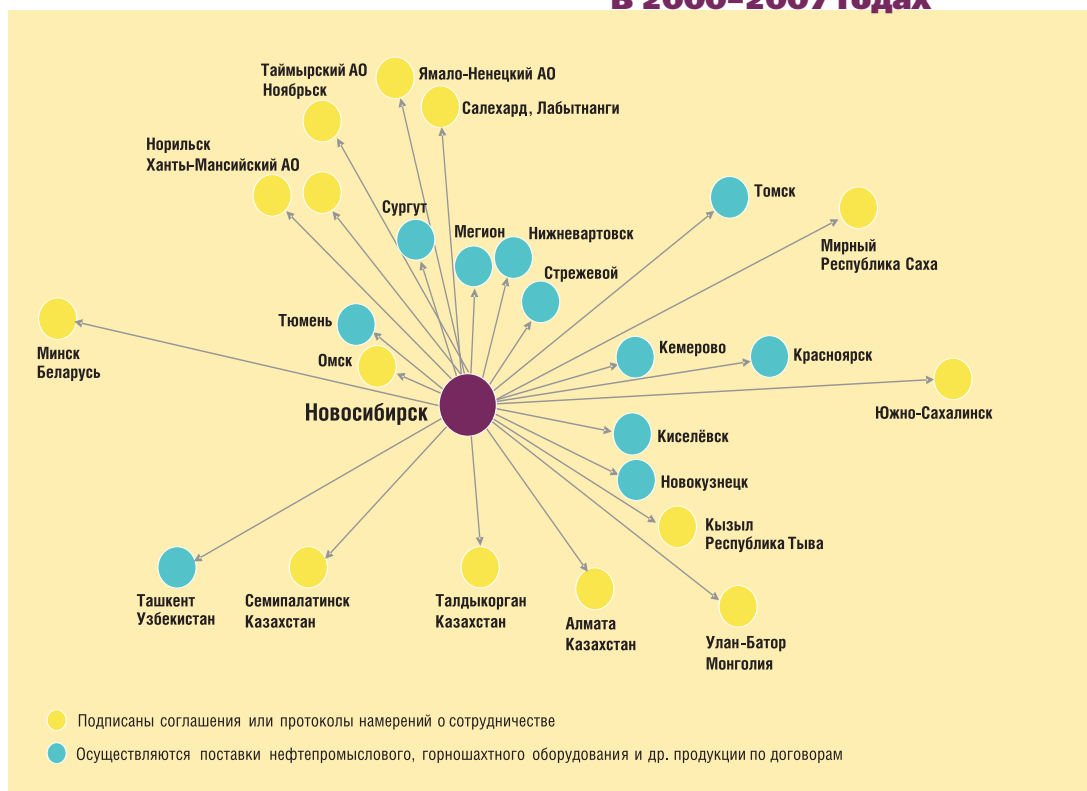 в 2000–2007 годах
Таймырский АО
Ноябрьск
Ямало-Ненецкий АО
Салехард, Лабытнанги
Норильск
Ханты-Мансийский АО
Сургут
Мегион
Нижневартовск
Стрежевой
Томск
Мирный
Республика Саха
Тюмень
Омск
Минск
Беларусь
Кемерово
Красноярск
Южно-Сахалинск
Новосибирск
Киселёвск
Новокузнецк
Кызыл
Республика Тыва
Ташкент
Узбекистан
Семипалатинск
Казахстан
Талдыкорган
Казахстан
Алмата
Казахстан
Улан-Батор
Монголия
Подписаны соглашения или протоколы намерений о сотрудничестве
Осуществляются поставки нефтепромыслового, горношахтного оборудования и др. продукции по договорам